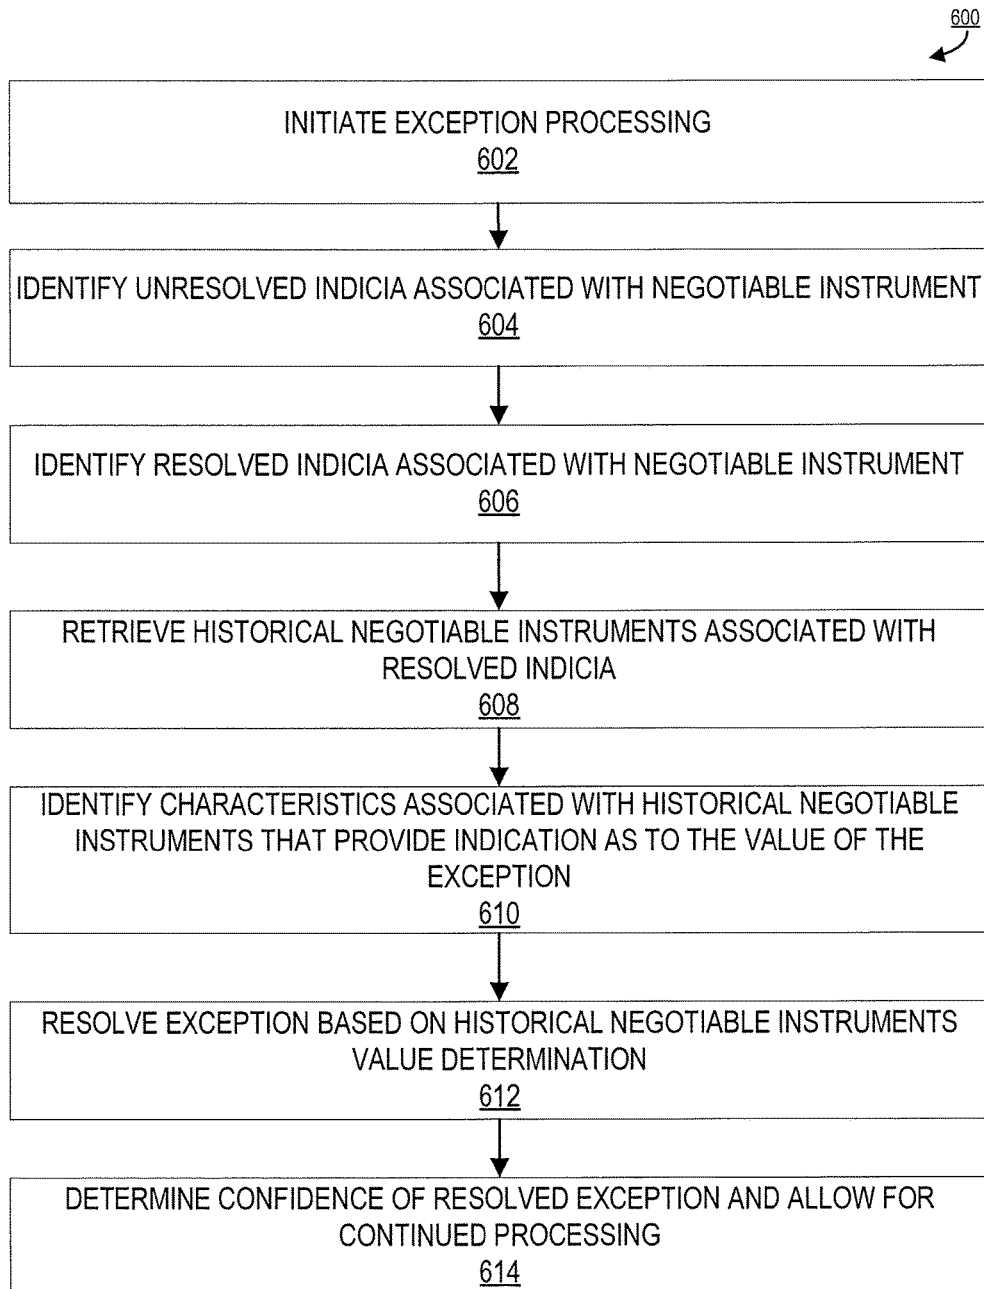 600
INITIATE EXCEPTION PROCESSING
602
IDENTIFY UNRESOLVED INDICIA ASSOCIATED WITH NEGOTIABLE INSTRUMENT
604
IDENTIFY RESOLVED INDICIA ASSOCIATED WITH NEGOTIABLE INSTRUMENT
606
RETRIEVE HISTORICAL NEGOTIABLE INSTRUMENTS ASSOCIATED WITH
RESOLVED INDICIA
608
IDENTIFY CHARACTERISTICS ASSOCIATED WITH HISTORICAL NEGOTIABLE
INSTRUMENTS THAT PROVIDE INDICATION AS TO THE VALUE OF THE
EXCEPTION
610
RESOLVE EXCEPTION BASED ON HISTORICAL NEGOTIABLE INSTRUMENTS
VALUE DETERMINATION
612
DETERMINE CONFIDENCE OF RESOLVED EXCEPTION AND ALLOW FOR
CONTINUED PROCESSING
614